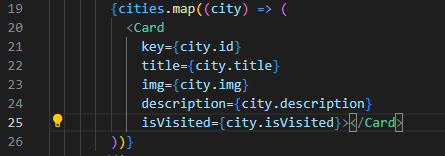 19 {cities.map((city) => (
20 <Card
21 key={city.id}
22 title={city.title}
23 img={city.img}
24 description={city.description}
25 isVisited={city.isVisited}></Card>
26 ))}